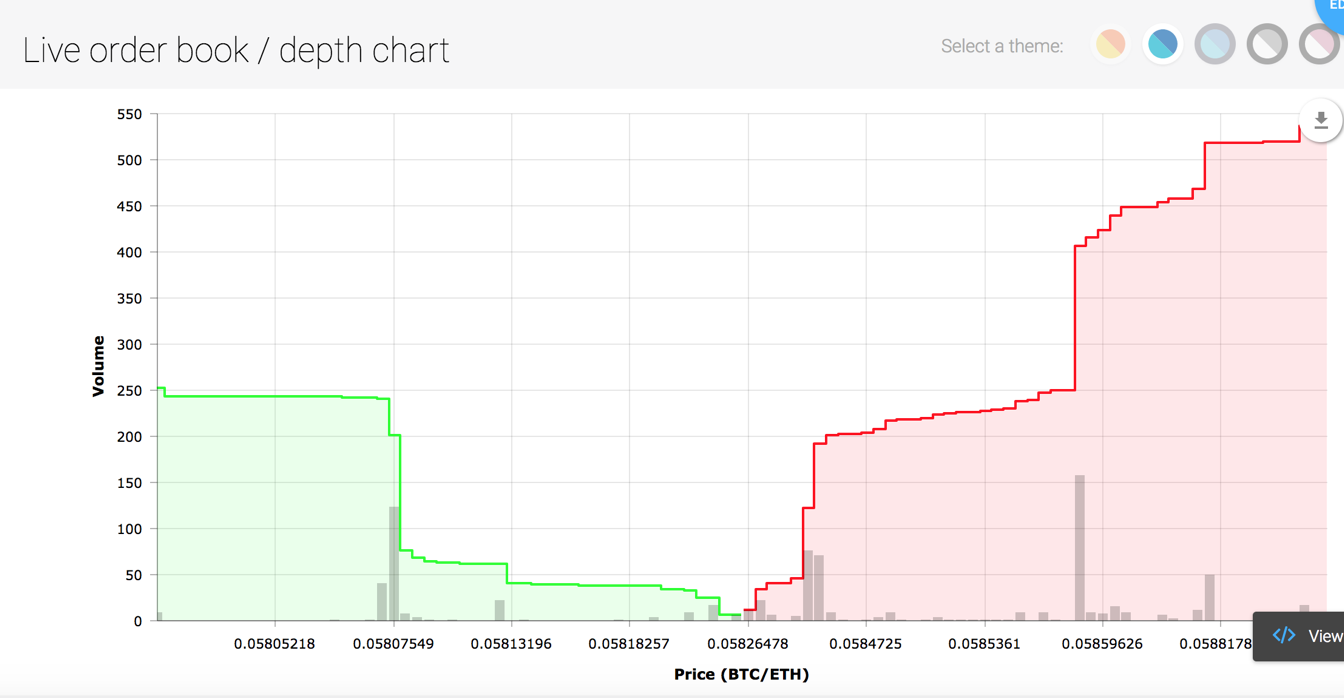 ED
Live order book / depth chart
Select a theme:
550
500
450
400
350
300
250
200
150
100
50
0
Volume
0.05805218 0.05807549 0.05813196 0.05818257 0.05826478 0.0584725 0.0585361 0.05859626 0.0588178
</> View
Price (BTC/ETH)